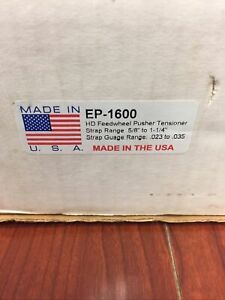 MADE IN
U. S. A.
EP-1600
HD Feedwheel Pusher Tensioner
Strap Range: 5/8" to 1-1/4"
Strap Guage Range: .023 to .035
MADE IN THE USA